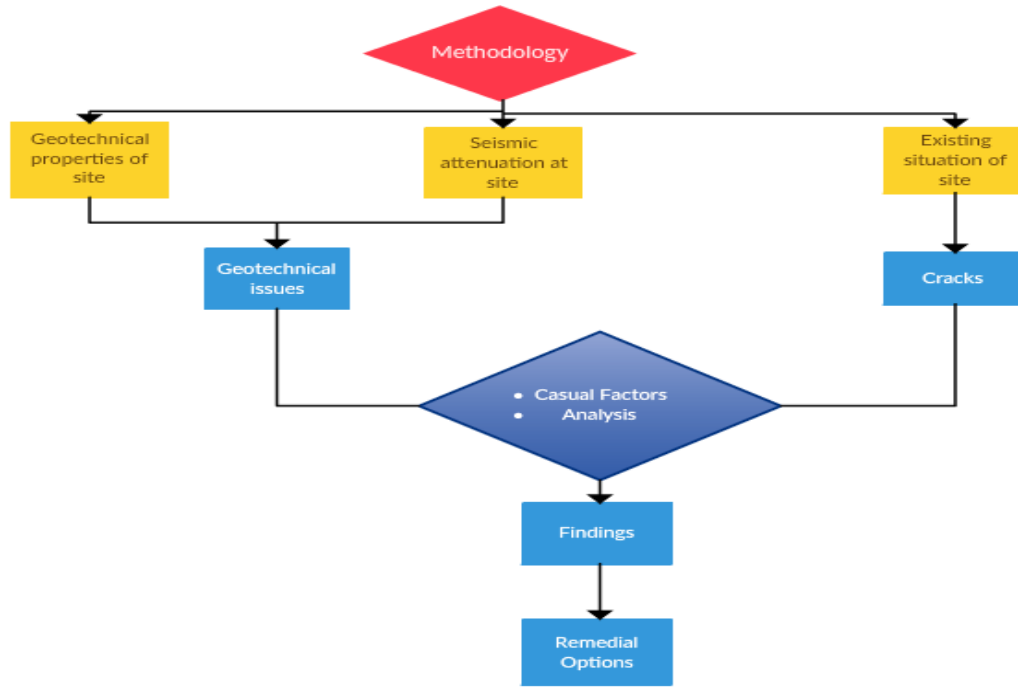 Methodology
Geotechnical
properties of
site
Seismic
attenuation at
site
Existing
situation of
site
Geotechnical
issues
Cracks
• Casual Factors
• Analysis
Findings
Remedial
Options